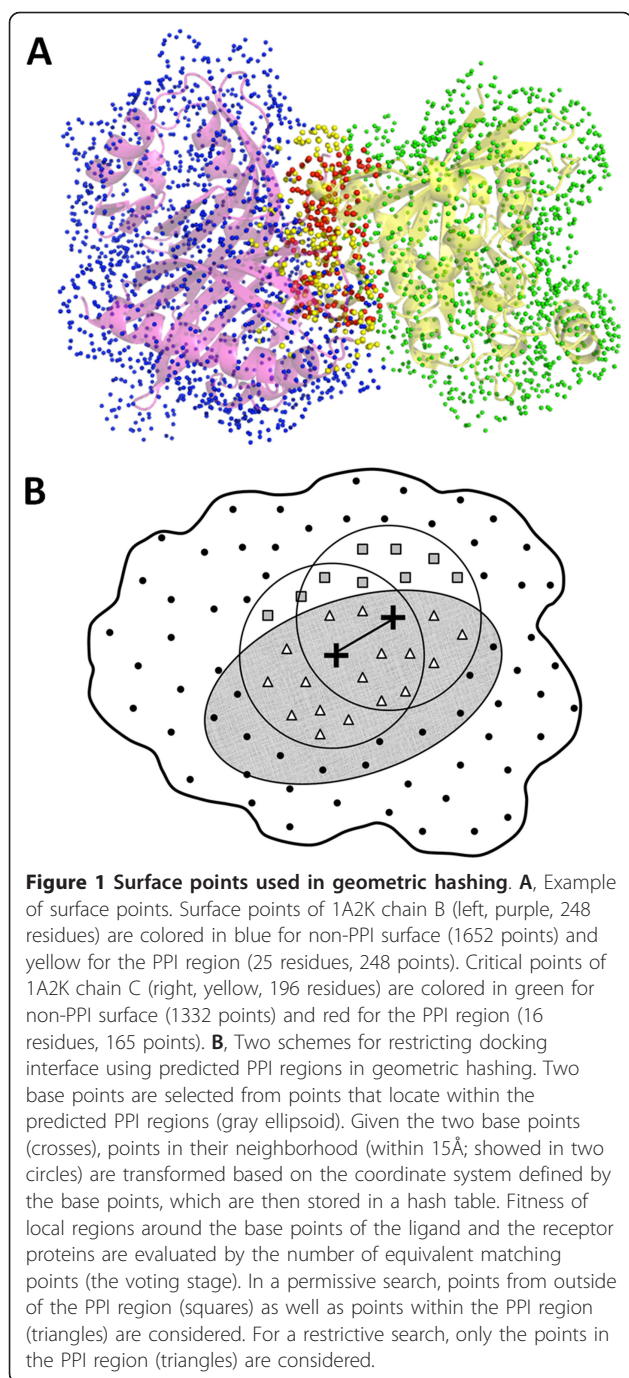 A
B
Figure 1 Surface points used in geometric hashing. A, Example
of surface points. Surface points of 1A2K chain B (left, purple, 248
residues) are colored in blue for non-PPI surface (1652 points) and
yellow for the PPI region (25 residues, 248 points). Critical points of
1A2K chain C (right, yellow, 196 residues) are colored in green for
non-PPI surface (1332 points) and red for the PPI region (16
residues, 165 points). B, Two schemes for restricting docking
interface using predicted PPI regions in geometric hashing. Two
base points are selected from points that locate within the
predicted PPI regions (gray ellipsoid). Given the two base points
(crosses), points in their neighborhood (within 15Å; showed in two
circles) are transformed based on the coordinate system defined by
the base points, which are then stored in a hash table. Fitness of
local regions around the base points of the ligand and the receptor
proteins are evaluated by the number of equivalent matching
points (the voting stage). In a permissive search, points from outside
of the PPI region (squares) as well as points within the PPI region
(triangles) are considered. For a restrictive search, only the points in
the PPI region (triangles) are considered.